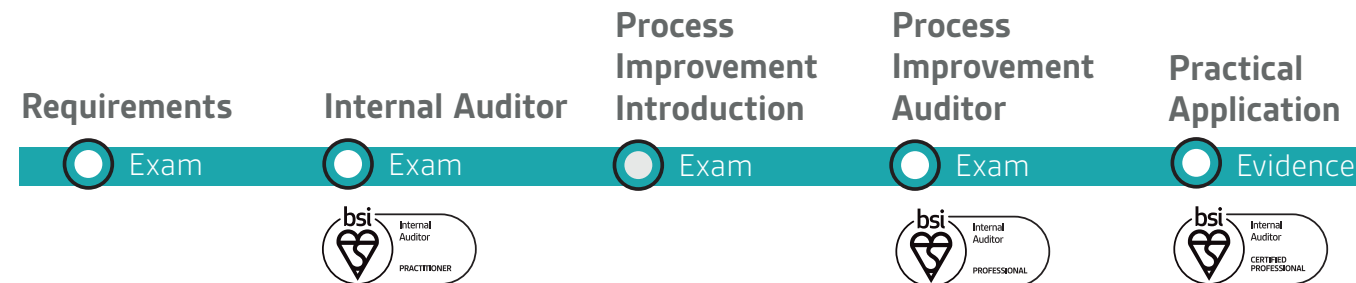 Requirements
Internal Auditor
Process
Improvement
Introduction
Process
Improvement
Auditor
Practical
Application
Exam
Exam
Exam
Exam
Evidence
bsi
Internal
Auditor
PRACTITIONER
bsi
Internal
Auditor
PROFESSIONAL
bsi
Internal
Auditor
CERTIFIED
PROFESSIONAL